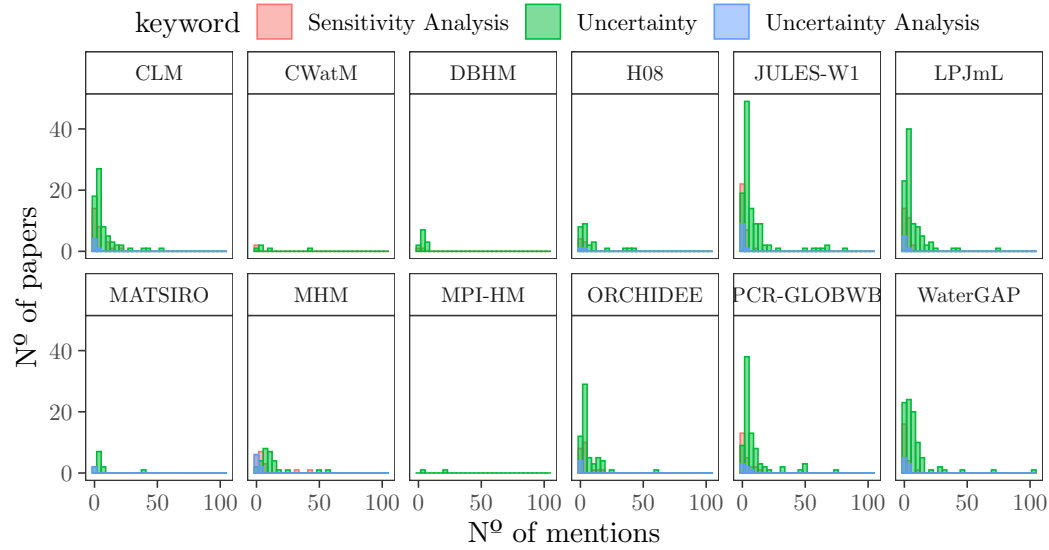 keyword Sensitivity Analysis Uncertainty Uncertainty Analysis
CLM CWatM DBHM H08 JULES-W1 LPJmL
40
20
0
MATSIRO MHM MPI-HM ORCHIDEE PCR-GLOBWB WaterGAP
40
20
0
0 50 100 0 50 100 0 50 100 0 50 100 0 50 100 0 50 100
Nº of mentions
Nº of papers